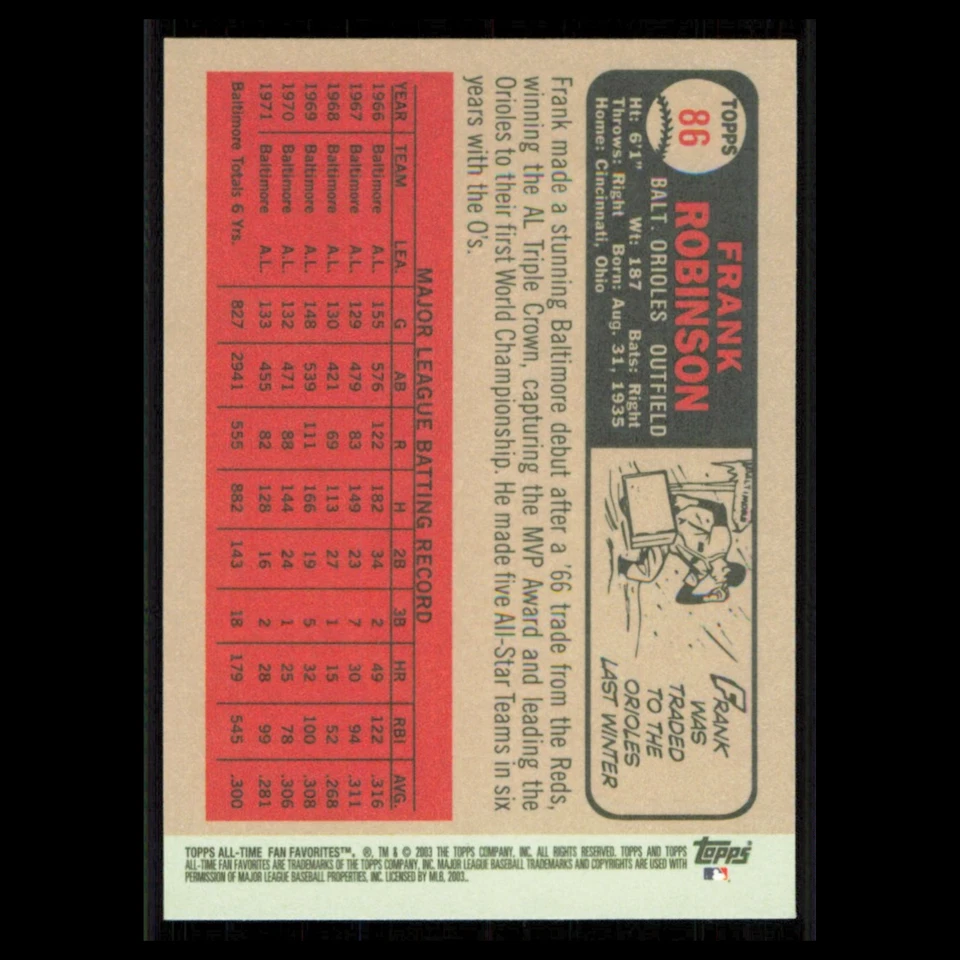 TOPPS
86
FRANK
ROBINSON
BALT. ORIOLES OUTFIELD
Ht: 6'1" Wt: 187 Bats: Right
Throws: Right Born: Aug. 31, 1935
Home: Cincinnati, Ohio
BALTIMORE
FRANK
WAS
TRADED
TO THE
ORIOLES
LAST WINTER
Frank made a stunning Baltimore debut after a '66 trade from the Reds,
winning the AL Triple Crown, capturing the MVP Award and leading the
Orioles to their first World Championship. He made five All-Star Teams in six
years with the O's.
MAJOR LEAGUE BATTING RECORD
YEAR TEAM LEA. G AB R H 2B 3B HR RBI AVG.
1966 Baltimore A.L. 155 576 122 182 34 2 49 122 .316
1967 Baltimore A.L. 129 479 83 149 23 7 30 94 .311
1968 Baltimore A.L. 130 421 69 113 27 1 15 52 .268
1969 Baltimore A.L. 148 539 111 166 19 5 32 100 .308
1970 Baltimore A.L. 132 471 88 144 24 1 25 78 .306
1971 Baltimore A.L. 133 455 82 128 16 2 28 99 .281
Baltimore Totals 6 Yrs. 827 2941 555 882 143 18 179 545 .300
topps
TOPPS ALL-TIME FAN FAVORITES™, ®, TM & © 2003 THE TOPPS COMPANY, INC. ALL RIGHTS RESERVED. TOPPS AND TOPPS
ALL-TIME FAN FAVORITES ARE TRADEMARKS OF THE TOPPS COMPANY, INC. MAJOR LEAGUE BASEBALL TRADEMARKS AND COPYRIGHTS ARE USED WITH
PERMISSION OF MAJOR LEAGUE BASEBALL PROPERTIES, INC. LICENSED BY MLB, 2003.